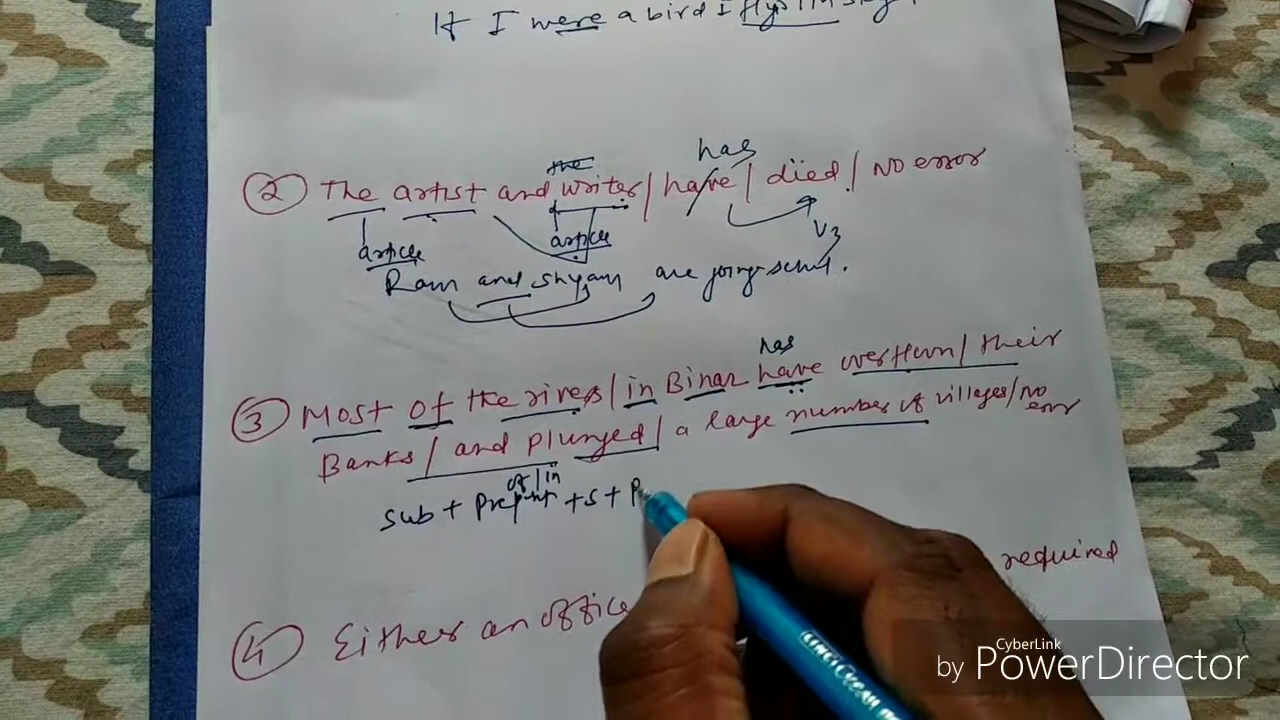 If I were a bird I
has
the
② The artist and writer / have / died / No error
article
article
V3
Ram and Shyam are going
has
③ Most of the rivers / in Bihar have overflown / their
Banks / and plunged / a large number of villages / no error
of / in
sub + + s + P
④ Either an office required
CyberLink
by PowerDirector